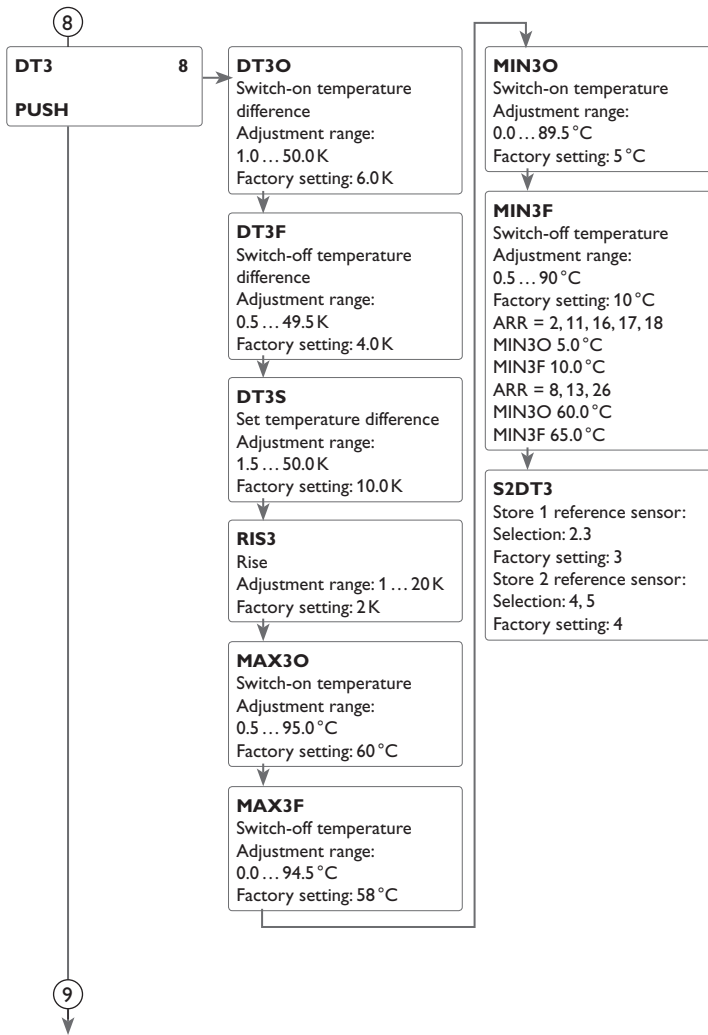 8
DT3 8
PUSH
DT3O
Switch-on temperature
difference
Adjustment range:
1.0 … 50.0 K
Factory setting: 6.0 K
DT3F
Switch-off temperature
difference
Adjustment range:
0.5 … 49.5 K
Factory setting: 4.0 K
DT3S
Set temperature difference
Adjustment range:
1.5 … 50.0 K
Factory setting: 10.0 K
RIS3
Rise
Adjustment range: 1 … 20 K
Factory setting: 2 K
MAX3O
Switch-on temperature
Adjustment range:
0.5 … 95.0 °C
Factory setting: 60 °C
MAX3F
Switch-off temperature
Adjustment range:
0.0 … 94.5 °C
Factory setting: 58 °C
MIN3O
Switch-on temperature
Adjustment range:
0.0 … 89.5 °C
Factory setting: 5 °C
MIN3F
Switch-off temperature
Adjustment range:
0.5 … 90 °C
Factory setting: 10 °C
ARR = 2, 11, 16, 17, 18
MIN3O 5.0 °C
MIN3F 10.0 °C
ARR = 8, 13, 26
MIN3O 60.0 °C
MIN3F 65.0 °C
S2DT3
Store 1 reference sensor:
Selection: 2.3
Factory setting: 3
Store 2 reference sensor:
Selection: 4, 5
Factory setting: 4
9